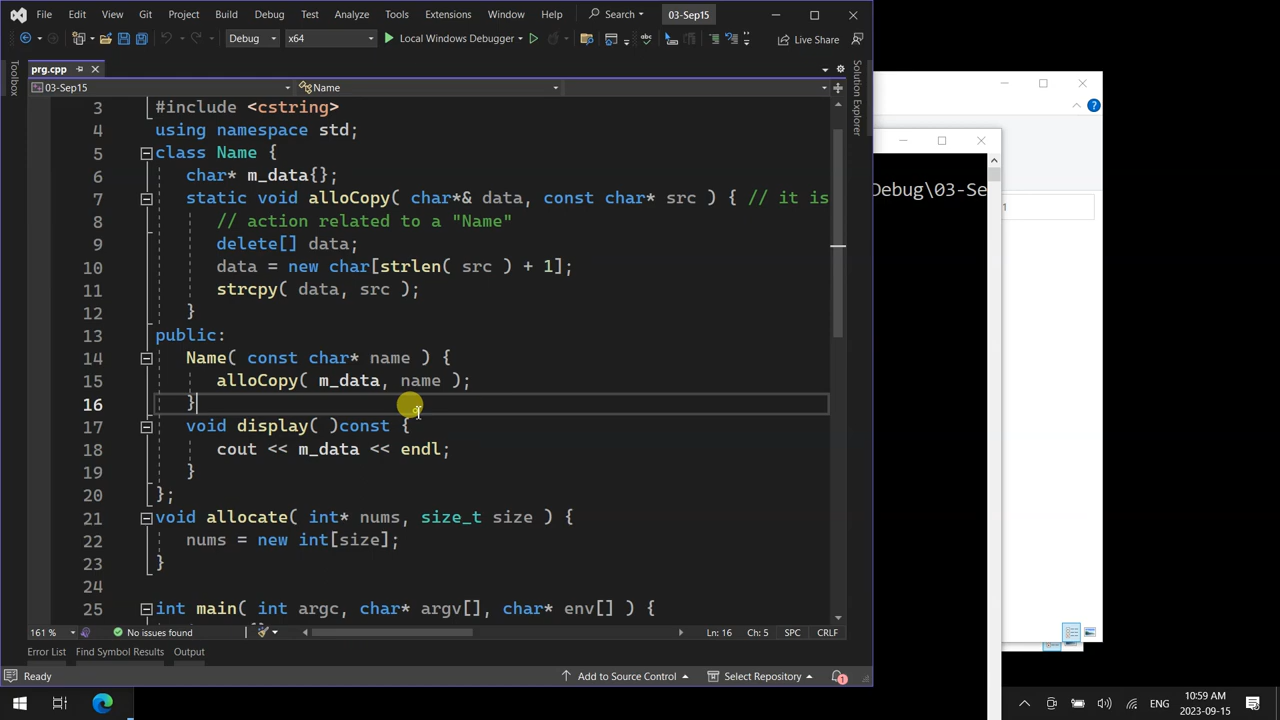 File Edit View Git Project Build Debug Test Analyze Tools Extensions Window Help Search 03-Sep15
Debug x64 Local Windows Debugger Live Share
Toolbox
prg.cpp
Solution Explorer
03-Sep15 Name
3 #include <cstring>
4 using namespace std;
5 class Name {
6 char* m_data{};
7 static void alloCopy( char*& data, const char* src ) { // it is
8 // action related to a "Name"
9 delete[] data;
10 data = new char[strlen( src ) + 1];
11 strcpy( data, src );
12 }
13 public:
14 Name( const char* name ) {
15 alloCopy( m_data, name );
16 }
17 void display( )const {
18 cout << m_data << endl;
19 }
20 };
21 void allocate( int* nums, size_t size ) {
22 nums = new int[size];
23 }
24
25 int main( int argc, char* argv[], char* env[] ) {
161 % No issues found Ln: 16 Ch: 5 SPC CRLF
Error List Find Symbol Results Output
Ready Add to Source Control Select Repository 1
Debug\03-Se
1
ENG 10:59 AM
2023-09-15